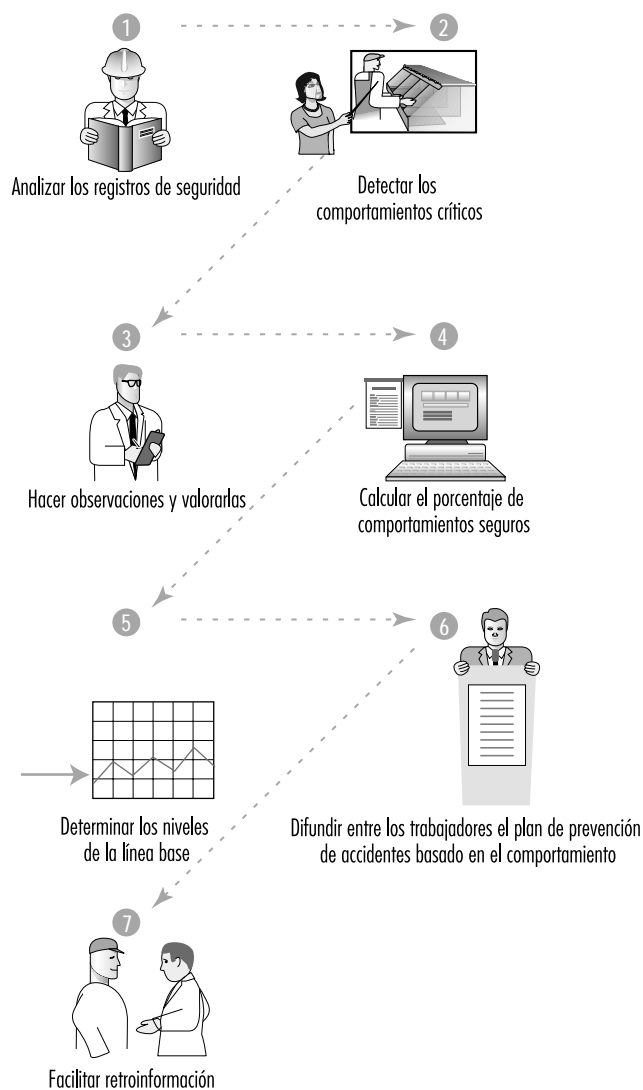 1
2
Analizar los registros de seguridad
Detectar los
comportamientos críticos
3
4
Hacer observaciones y valorarlas
Calcular el porcentaje de
comportamientos seguros
5
6
Determinar los niveles
de la línea base
Difundir entre los trabajadores el plan de prevención
de accidentes basado en el comportamiento
7
Facilitar retroinformación